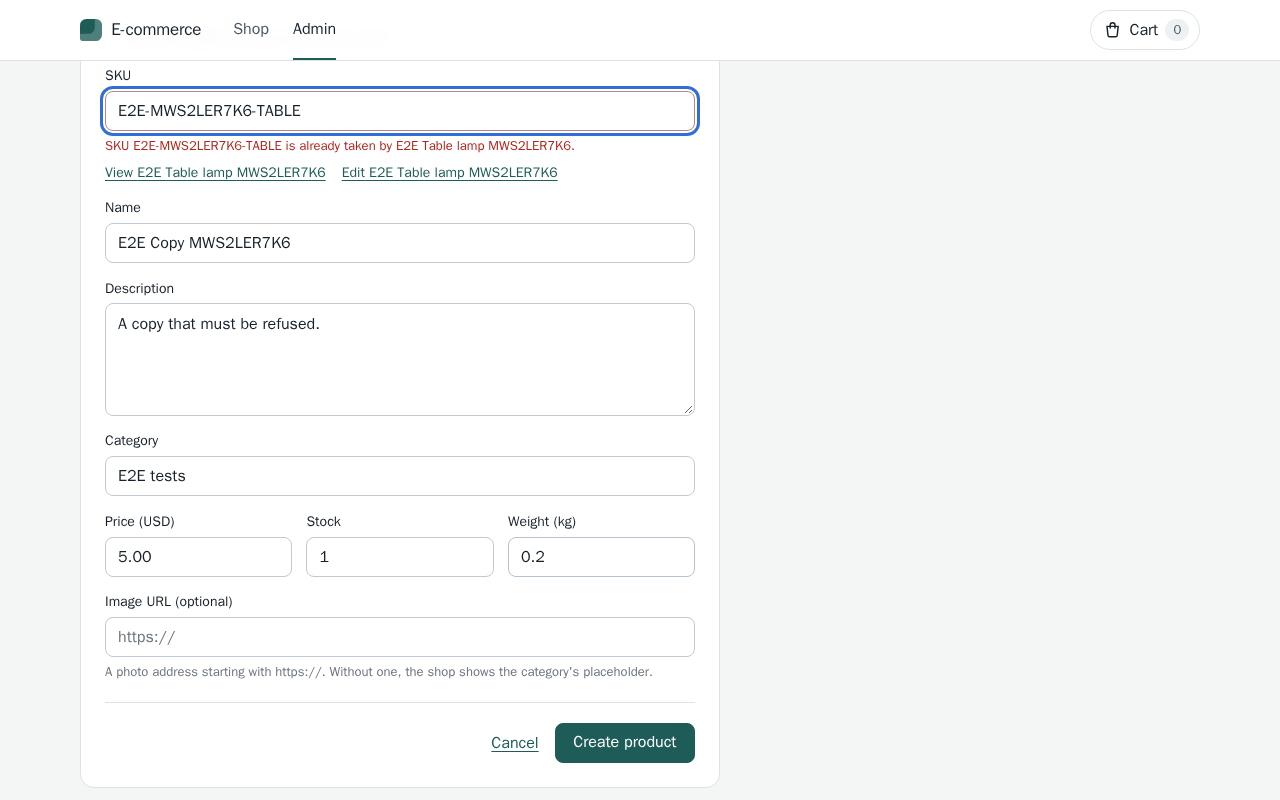 E-commerce Shop Admin Cart 0
SKU
E2E-MWS2LER7K6-TABLE
SKU E2E-MWS2LER7K6-TABLE is already taken by E2E Table lamp MWS2LER7K6.
View E2E Table lamp MWS2LER7K6 Edit E2E Table lamp MWS2LER7K6
Name
E2E Copy MWS2LER7K6
Description
A copy that must be refused.
Category
E2E tests
Price (USD) Stock Weight (kg)
5.00 1 0.2
Image URL (optional)
https://
A photo address starting with https://. Without one, the shop shows the category's placeholder.
Cancel Create product